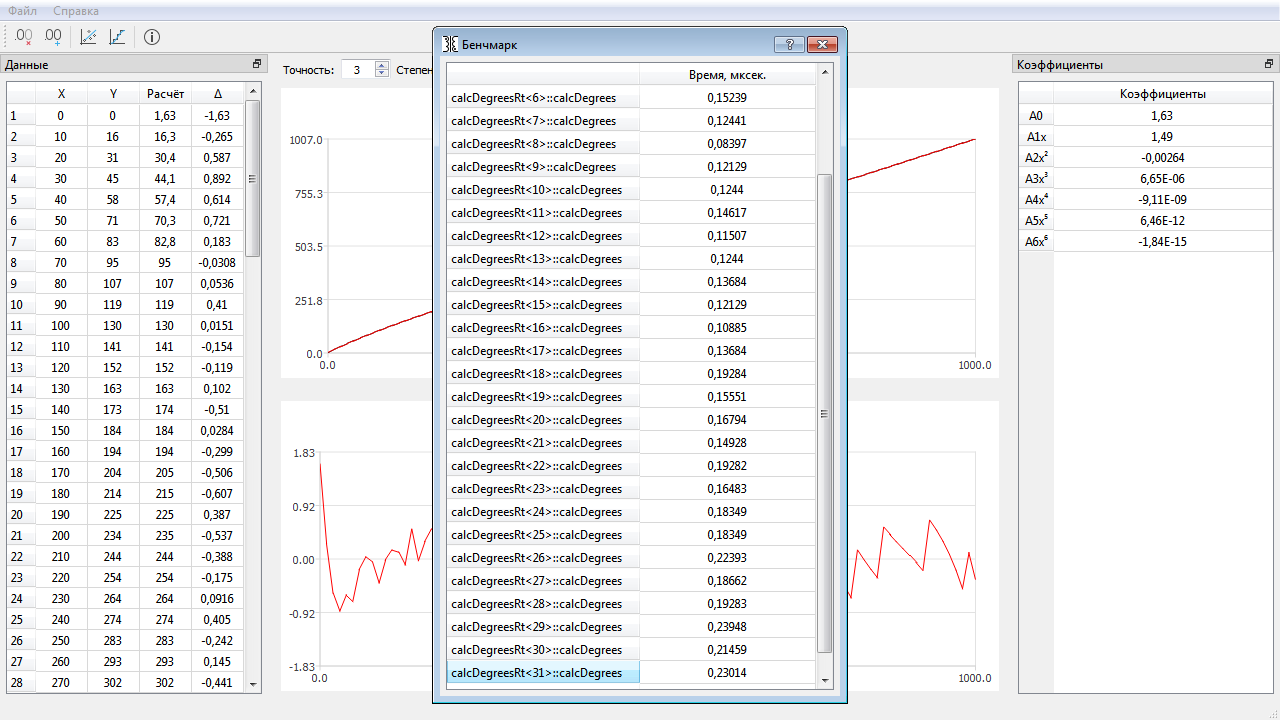 Файл Справка
.00 .00
Данные
X Y Расчёт Δ
1 0 0 1,63 -1,63
2 10 16 16,3 -0,265
3 20 31 30,4 0,587
4 30 45 44,1 0,892
5 40 58 57,4 0,614
6 50 71 70,3 0,721
7 60 83 82,8 0,183
8 70 95 95 -0,0308
9 80 107 107 0,0536
10 90 119 119 0,41
11 100 130 130 0,0151
12 110 141 141 -0,154
13 120 152 152 -0,119
14 130 163 163 0,102
15 140 173 174 -0,51
16 150 184 184 0,0284
17 160 194 194 -0,299
18 170 204 205 -0,506
19 180 214 215 -0,607
20 190 225 225 0,387
21 200 234 235 -0,537
22 210 244 244 -0,388
23 220 254 254 -0,175
24 230 264 264 0,0916
25 240 274 274 0,405
26 250 283 283 -0,242
27 260 293 293 0,145
28 270 302 302 -0,441
Точность: 3 Степен
1007.0
755.3
503.5
251.8
0.0
0.0 1000.0
1.83
0.92
0.00
-0.92
-1.83
0.0 1000.0
Бенчмарк
Время, мксек.
calcDegreesRt<6>::calcDegrees 0,15239
calcDegreesRt<7>::calcDegrees 0,12441
calcDegreesRt<8>::calcDegrees 0,08397
calcDegreesRt<9>::calcDegrees 0,12129
calcDegreesRt<10>::calcDegrees 0,1244
calcDegreesRt<11>::calcDegrees 0,14617
calcDegreesRt<12>::calcDegrees 0,11507
calcDegreesRt<13>::calcDegrees 0,1244
calcDegreesRt<14>::calcDegrees 0,13684
calcDegreesRt<15>::calcDegrees 0,12129
calcDegreesRt<16>::calcDegrees 0,10885
calcDegreesRt<17>::calcDegrees 0,13684
calcDegreesRt<18>::calcDegrees 0,19284
calcDegreesRt<19>::calcDegrees 0,15551
calcDegreesRt<20>::calcDegrees 0,16794
calcDegreesRt<21>::calcDegrees 0,14928
calcDegreesRt<22>::calcDegrees 0,19282
calcDegreesRt<23>::calcDegrees 0,16483
calcDegreesRt<24>::calcDegrees 0,18349
calcDegreesRt<25>::calcDegrees 0,18349
calcDegreesRt<26>::calcDegrees 0,22393
calcDegreesRt<27>::calcDegrees 0,18662
calcDegreesRt<28>::calcDegrees 0,19283
calcDegreesRt<29>::calcDegrees 0,23948
calcDegreesRt<30>::calcDegrees 0,21459
calcDegreesRt<31>::calcDegrees 0,23014
Коэффициенты
Коэффициенты
A0 1,63
A1x 1,49
A2x² -0,00264
A3x³ 6,65E-06
A4x⁴ -9,11E-09
A5x⁵ 6,46E-12
A6x⁶ -1,84E-15